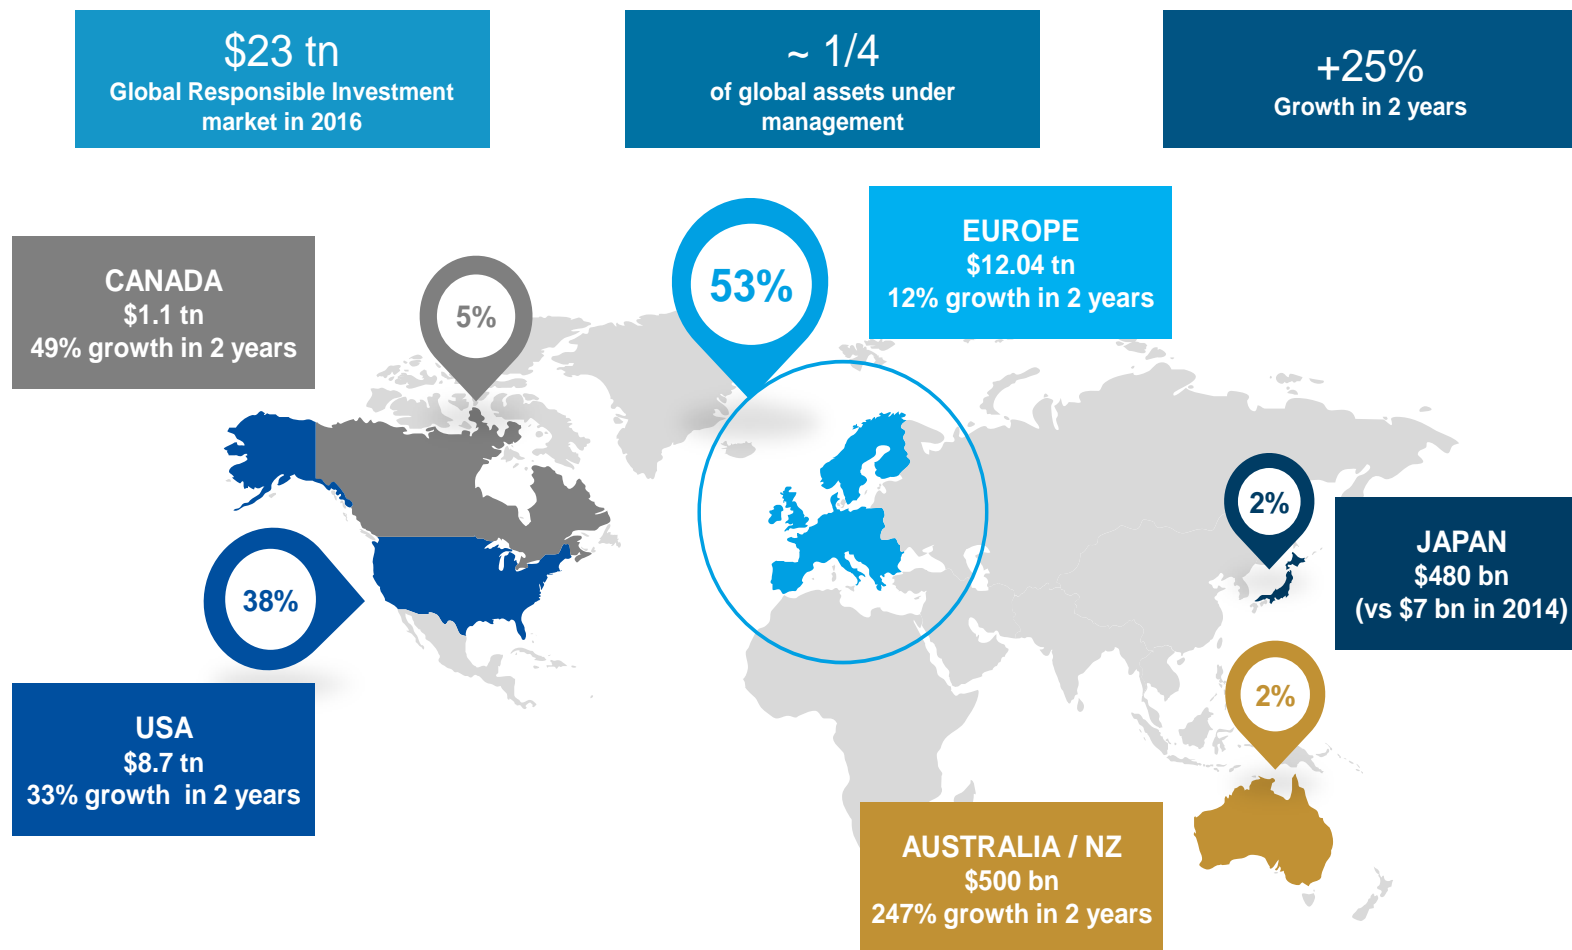 $23 tn
Global Responsible Investment
market in 2016
~ 1/4
of global assets under
management
+25%
Growth in 2 years
CANADA
$1.1 tn
49% growth in 2 years
5%
53%
EUROPE
$12.04 tn
12% growth in 2 years
38%
USA
$8.7 tn
33% growth  in 2 years
2%
JAPAN
$480 bn
(vs $7 bn in 2014)
2%
AUSTRALIA / NZ
$500 bn
247% growth in 2 years